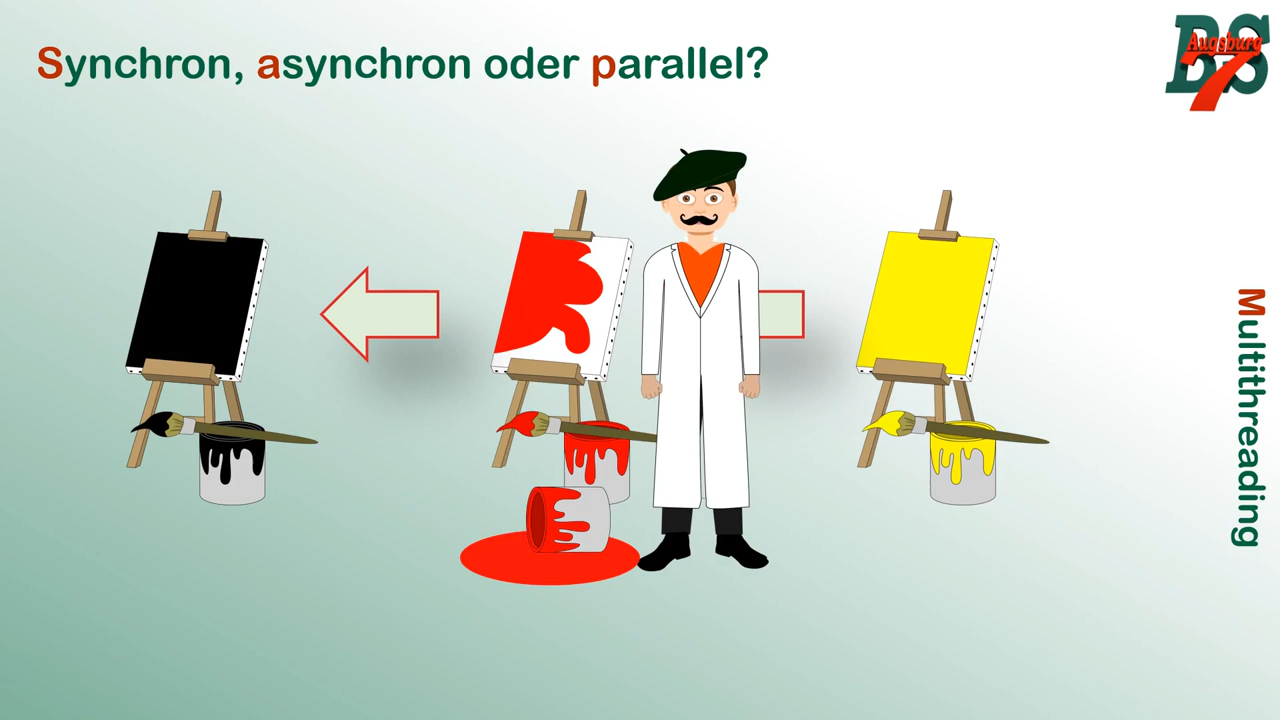 Synchron, asynchron oder parallel?
BS
Augsburg
7
Multithreading